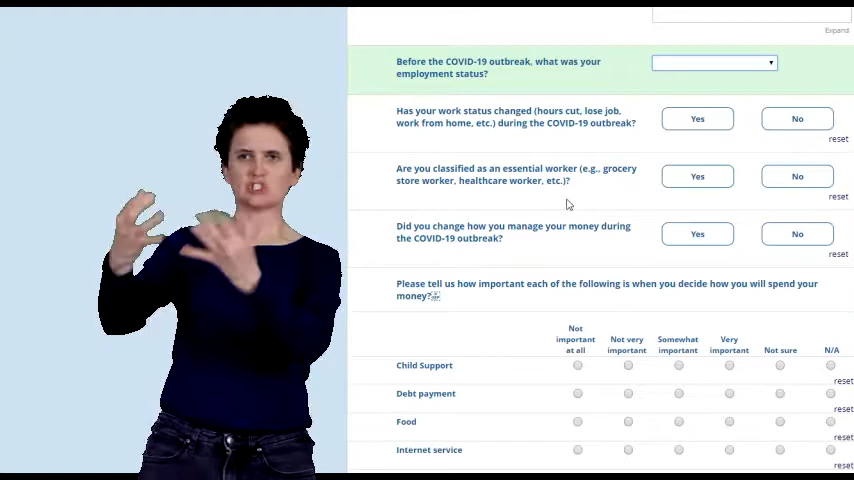 Expand
Before the COVID-19 outbreak, what was your
employment status?
Has your work status changed (hours cut, lose job,
work from home, etc.) during the COVID-19 outbreak?
Yes
No
reset
Are you classified as an essential worker (e.g., grocery
store worker, healthcare worker, etc.)?
Yes
No
reset
Did you change how you manage your money during
the COVID-19 outbreak?
Yes
No
reset
Please tell us how important each of the following is when you decide how you will spend your
money?
Not
important
at all
Not very
important
Somewhat
important
Very
important
Not sure
N/A
Child Support
reset
Debt payment
reset
Food
reset
Internet service
reset